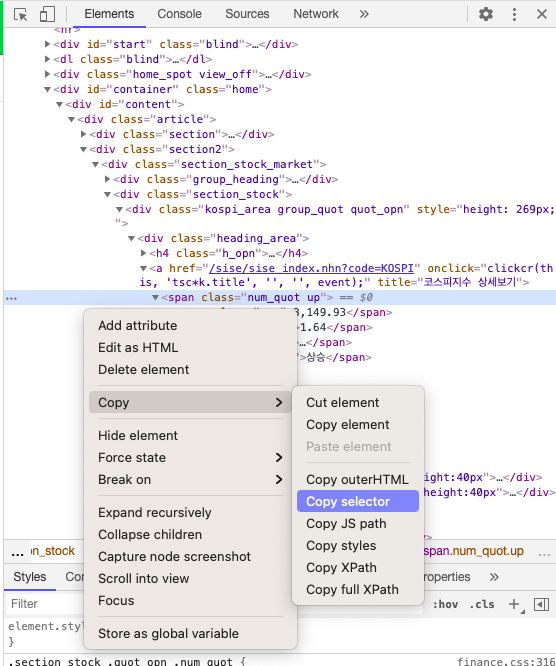 Elements Console Sources Network »
<hr>
<div id="start" class="blind">…</div>
<dl class="blind">…</dl>
<div class="home_spot view_off">…</div>
<div id="container" class="home">
<div id="content">
<div class="article">
<div class="section">…</div>
<div class="section2">
<div class="section_stock_market">
<div class="group_heading">…</div>
<div class="section_stock">
<div class="kospi_area group_quot quot_opn" style="height: 269px;
">
<div class="heading_area">
<h4 class="h_opn">…</h4>
<a href="/sise/sise_index.nhn?code=KOSPI" onclick="clickcr(th
is, 'tsc*k.title', '', '', event);" title="코스피지수 상세보기">
… <span class="num_quot up"> == $0
3,149.93</span>
1.64</span>
…</span>
">상승</span>
Add attribute
Edit as HTML
Delete element
Copy
Hide element
Force state
Break on
Expand recursively
Collapse children
Capture node screenshot
Scroll into view
Focus
Store as global variable
Cut element
Copy element
Paste element
Copy outerHTML
Copy selector
Copy JS path
Copy styles
Copy XPath
Copy full XPath
height:40px">…</div>
height:40px">…</div>
>
… on_stock span.num_quot.up …
Styles Co roperties »
Filter :hov .cls +
element.sty
}
.section_stock .quot_opn .num_quot { finance.css:316